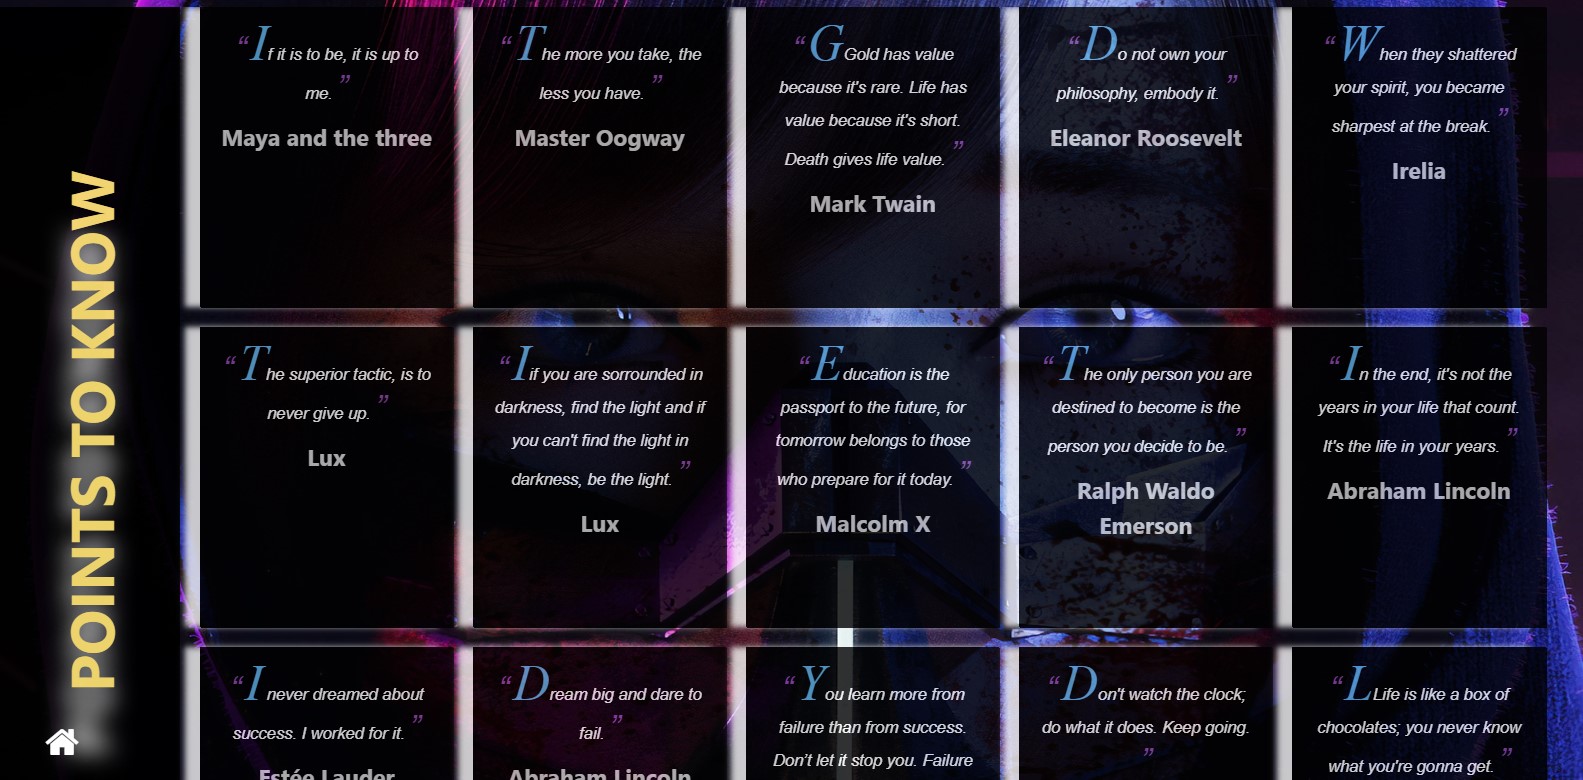 POINTS TO KNOW
“If it is to be, it is up to
me. ”
Maya and the three
“The more you take, the
less you have. ”
Master Oogway
“GGold has value
because it's rare. Life has
value because it's short.
Death gives life value. ”
Mark Twain
“Do not own your
philosophy, embody it. ”
Eleanor Roosevelt
“When they shattered
your spirit, you became
sharpest at the break. ”
Irelia
“The superior tactic, is to
never give up. ”
Lux
“Iif you are sorrounded in
darkness, find the light and if
you can't find the light in
darkness, be the light. ”
Lux
“Education is the
passport to the future, for
tomorrow belongs to those
who prepare for it today. ”
Malcolm X
“The only person you are
destined to become is the
person you decide to be. ”
Ralph Waldo
Emerson
“In the end, it's not the
years in your life that count.
It's the life in your years. ”
Abraham Lincoln
“I never dreamed about
success. I worked for it. ”
Estée Lauder
“Dream big and dare to
fail. ”
Abraham Lincoln
“You learn more from
failure than from success.
Don’t let it stop you. Failure
“Don't watch the clock;
do what it does. Keep going.
”
“LLife is like a box of
chocolates; you never know
what you're gonna get. ”